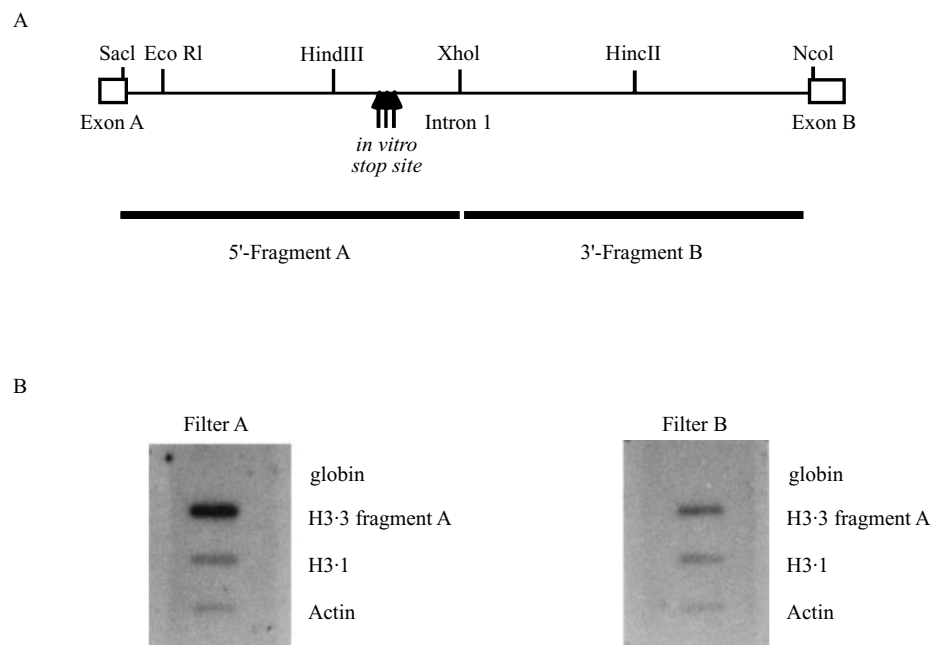 A
SacI Eco Rl HindIII XhoI HincII NcoI
Exon A Intron 1 Exon B
in vitro
stop site
5'-Fragment A 3'-Fragment B
B
Filter A Filter B
globin globin
H3·3 fragment A H3·3 fragment A
H3·1 H3·1
Actin Actin